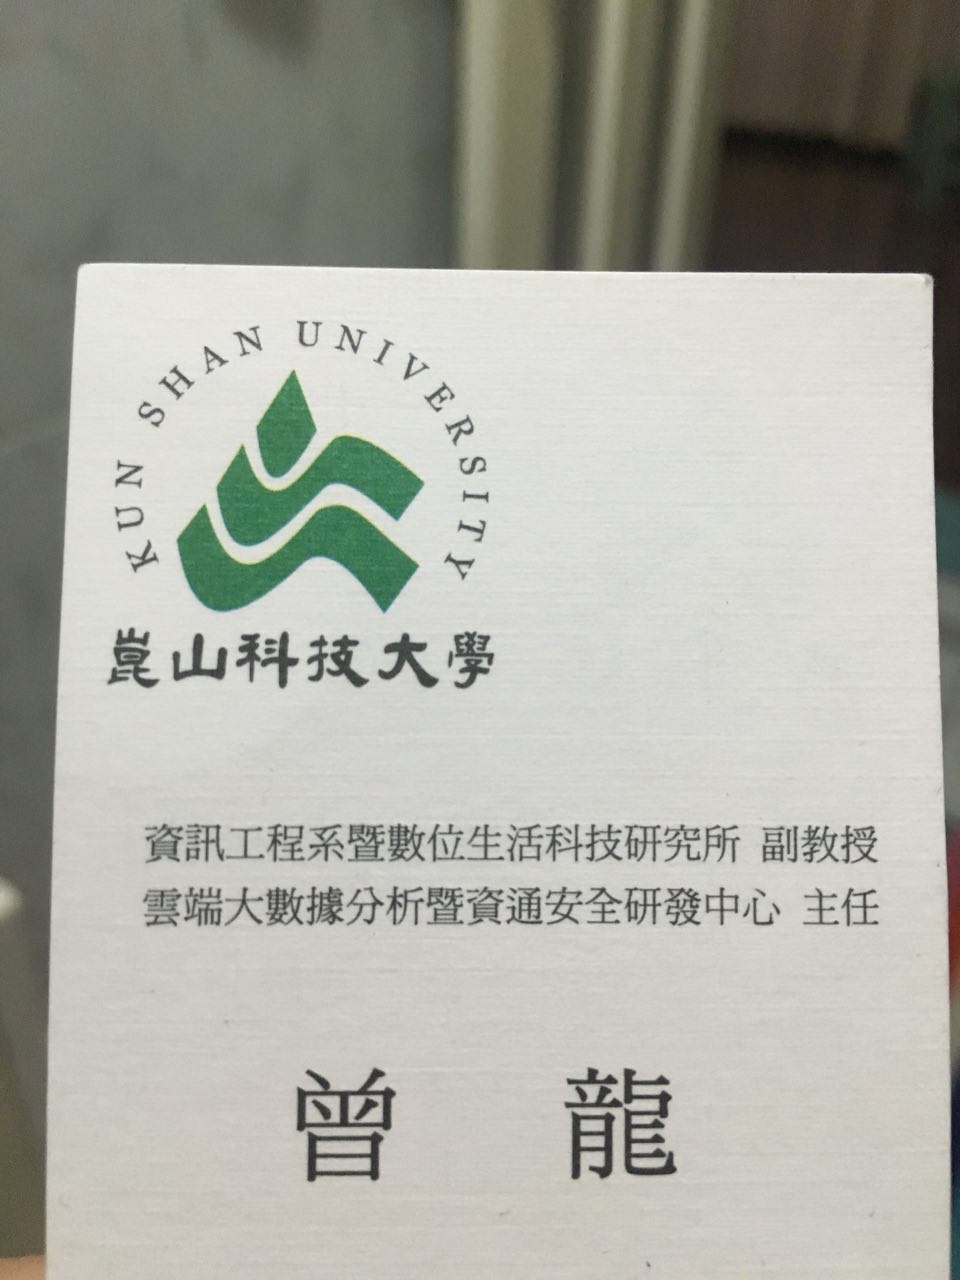 KUN SHAN UNIVERSITY
崑山科技大學
資訊工程系暨數位生活科技研究所 副教授
雲端大數據分析暨資通安全研發中心 主任
曾 龍